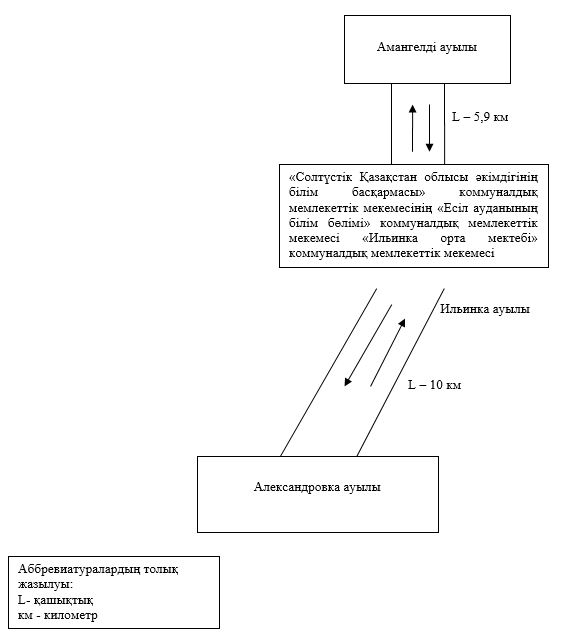 Амангелді ауылы
L – 5,9 км
«Солтүстік Қазақстан облысы әкімдігінің
білім басқармасы» коммуналдық
мемлекеттік мекемесінің «Есіл ауданының
білім бөлімі» коммуналдық мемлекеттік
мекемесі «Ильинка орта мектебі»
коммуналдық мемлекеттік мекемесі
Ильинка ауылы
L – 10 км
Александровка ауылы
Аббревиатуралардың толық
жазылуы:
L- қашықтық
км - километр